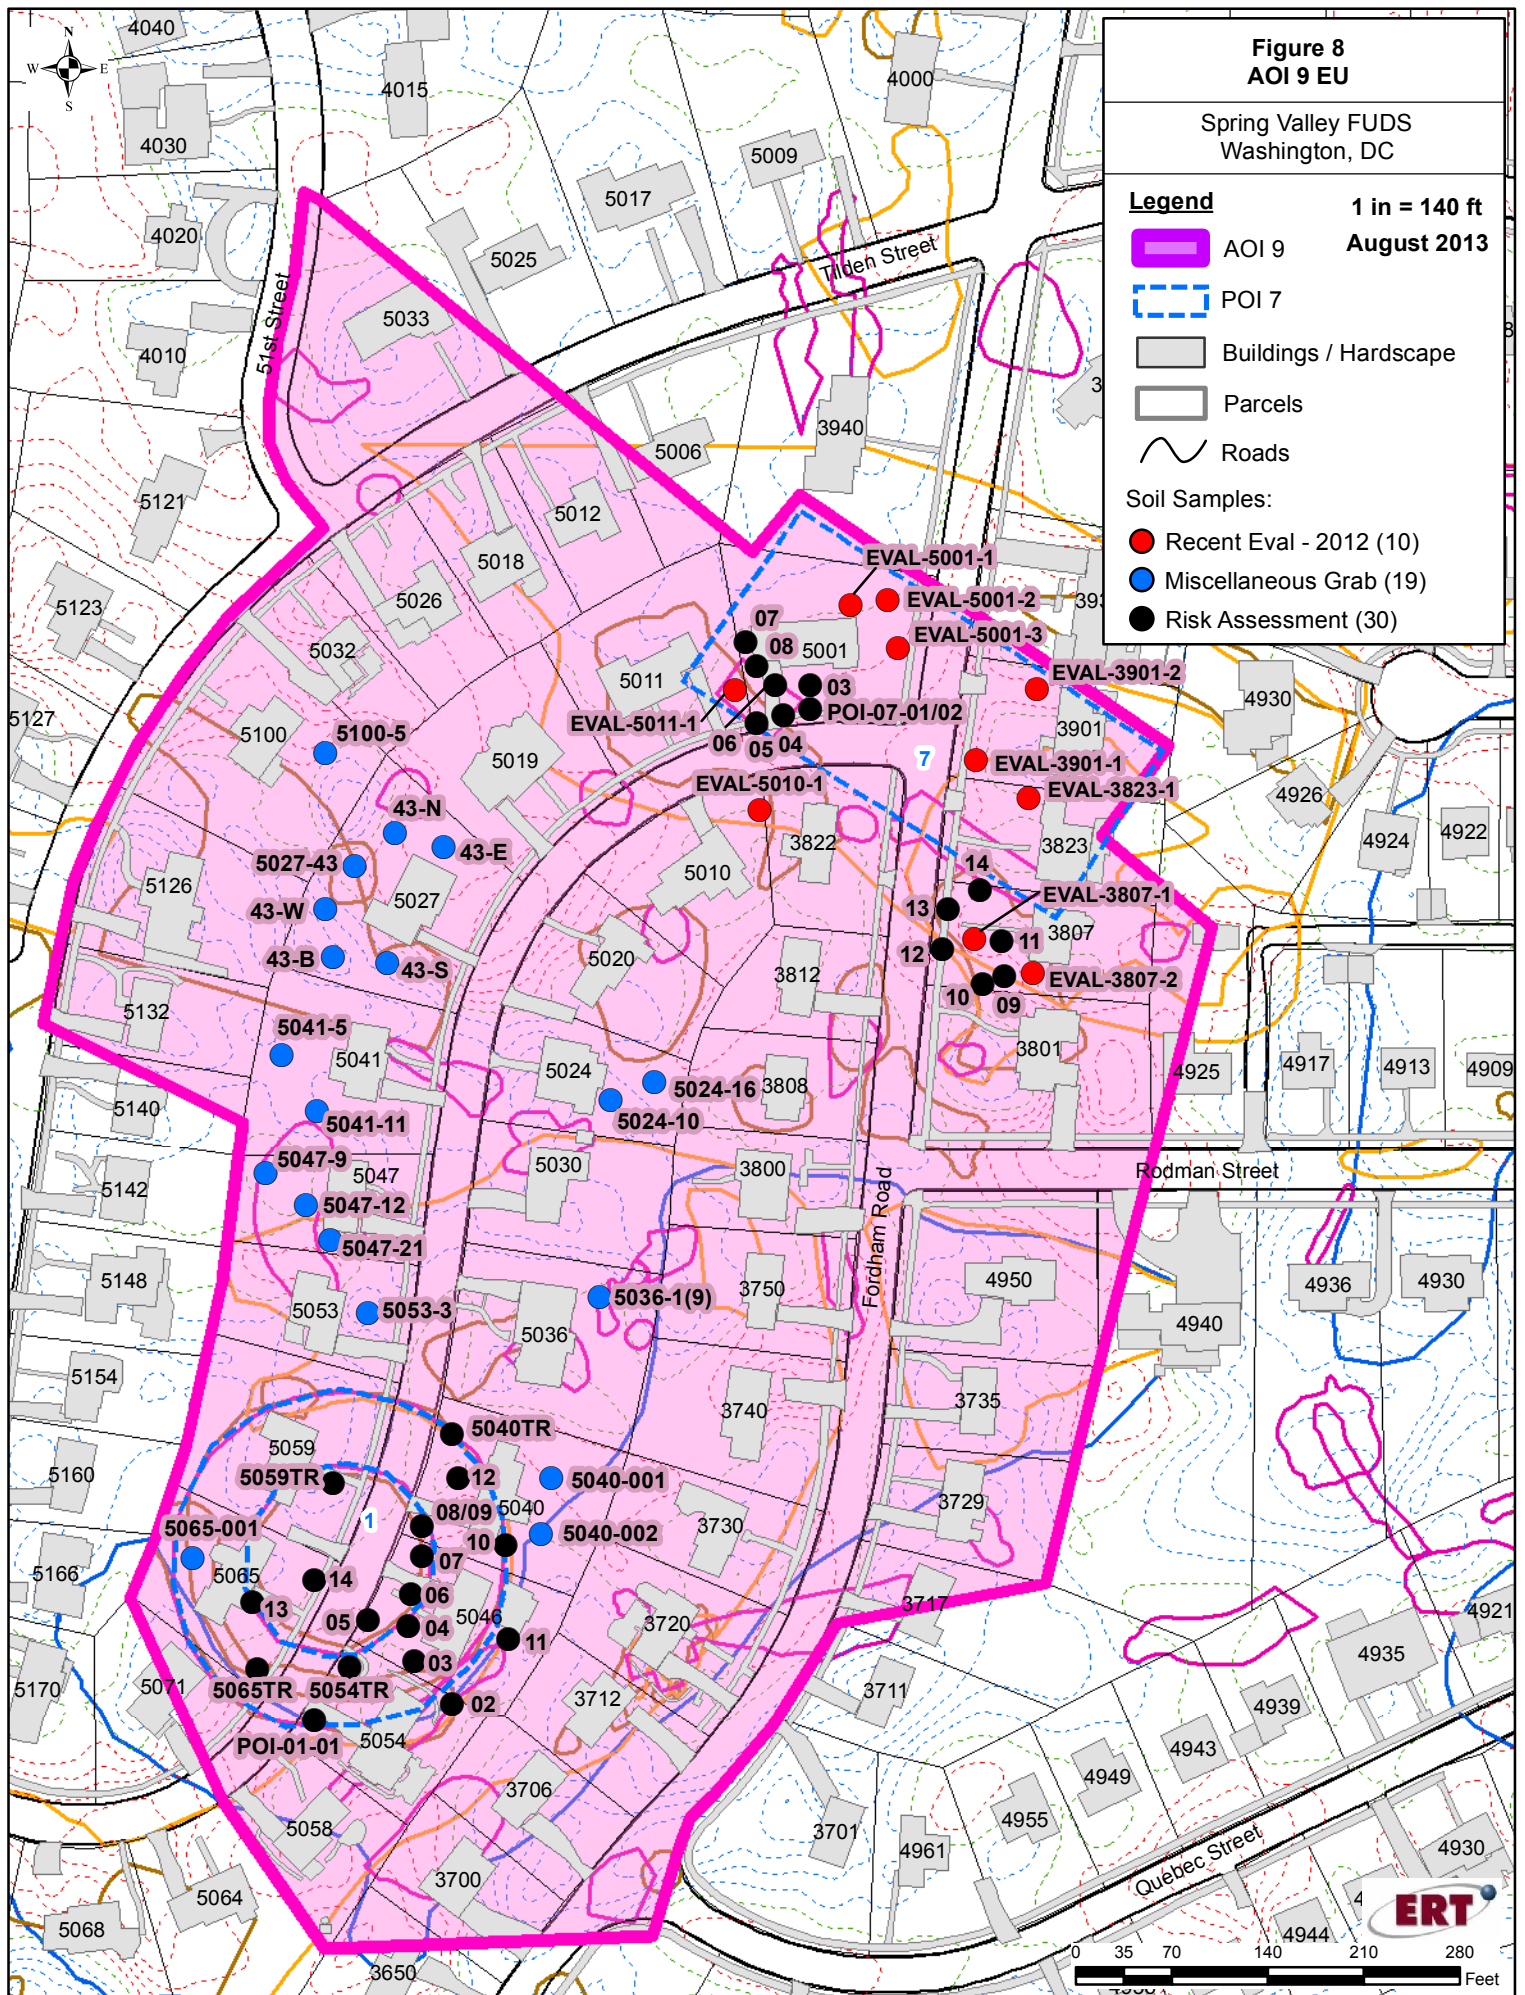 Figure 8
AOI 9 EU
Spring Valley FUDS
Washington, DC
Legend
1 in = 140 ft
August 2013
AOI 9
POI 7
Buildings / Hardscape
Parcels
Roads
Soil Samples:
Recent Eval - 2012 (10)
Miscellaneous Grab (19)
Risk Assessment (30)
N
W
E
S
4040
4015
4000
4030
5009
5017
4020
5025
Tilden Street
51st Street
5033
4010
3940
5006
5121
5012
5018
EVAL-5001-1
5123
5026
EVAL-5001-2
07
EVAL-5001-3
5032
08
5001
5011
03
EVAL-3901-2
4930
5127
EVAL-5011-1
POI-07-01/02
5100
5100-5
06
05
04
3901
5019
7
EVAL-3901-1
EVAL-5010-1
EVAL-3823-1
4926
43-N
43-E
3822
3823
4924
4922
5027-43
5010
14
5126
5027
EVAL-3807-1
43-W
13
3807
43-B
43-S
5020
3812
12
11
10
09
EVAL-3807-2
5132
5041-5
5041
3801
5024
5024-16
3808
4925
4917
4913
4909
5140
5041-11
5024-10
5047-9
5047
5030
3800
Rodman Street
5142
5047-12
5047-21
Fordham Road
5148
5053
5053-3
5036-1(9)
3750
4950
4936
4930
5036
4940
5154
3740
3735
5059
5040TR
5160
5059TR
12
5040-001
3729
1
08/09
5040
3730
5065-001
10
5040-002
5166
5065
07
14
06
13
05
04
5046
3720
3717
4921
11
4935
03
5170
5071
5065TR
5054TR
02
3712
3711
4939
POI-01-01
5054
4943
4949
3706
4955
5058
3701
4961
Quebec Street
4930
5064
3700
5068
4944
ERT
3650
0
35
70
140
210
280
Feet